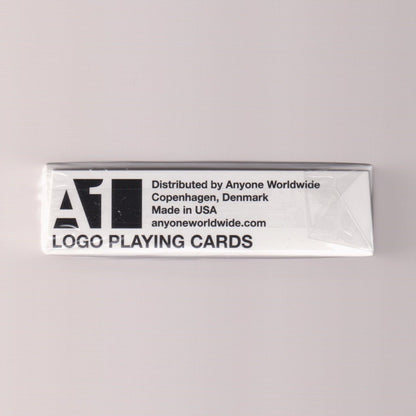 A1
Distributed by Anyone Worldwide
Copenhagen, Denmark
Made in USA
anyoneworldwide.com
LOGO PLAYING CARDS